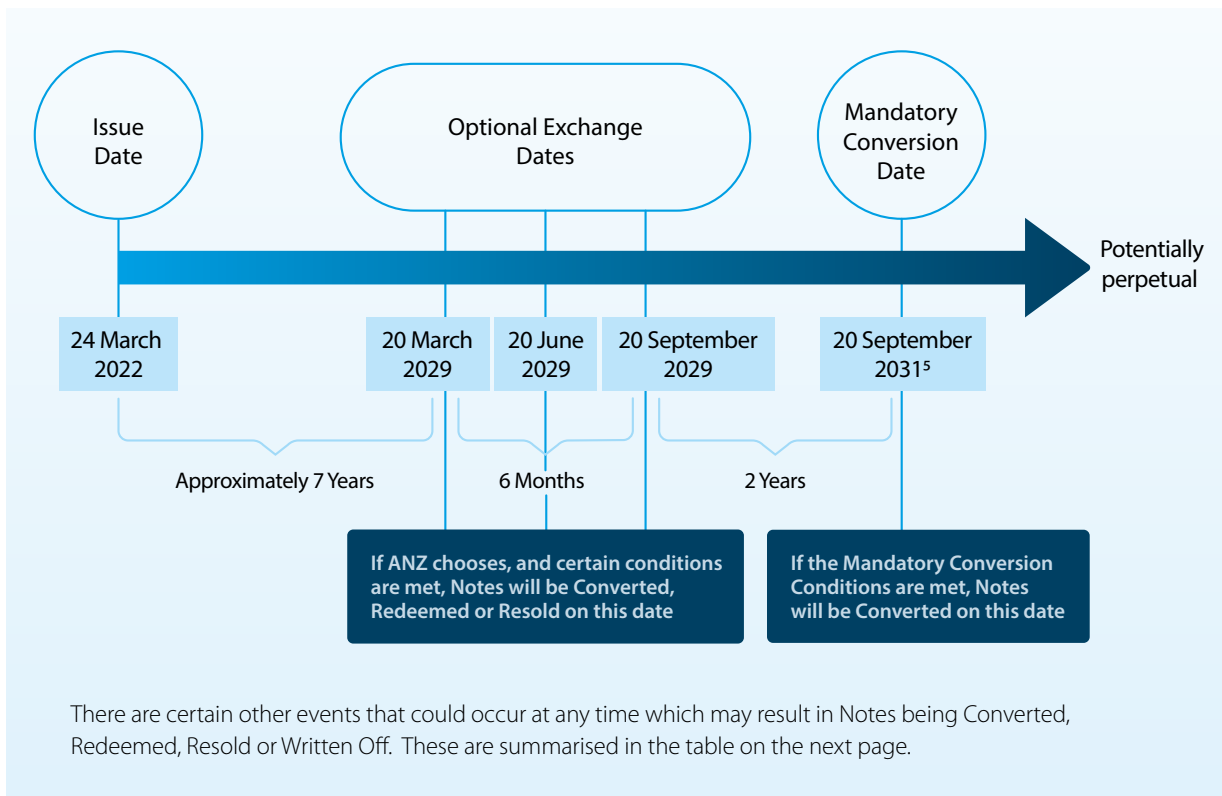 Issue
Date
Optional Exchange
Dates
Mandatory
Conversion
Date
Potentially
perpetual
24 March
2022
20 March
2029
20 June
2029
20 September
2029
20 September
2031⁵
Approximately 7 Years
6 Months
2 Years
If ANZ chooses, and certain conditions
are met, Notes will be Converted,
Redeemed or Resold on this date
If the Mandatory Conversion
Conditions are met, Notes
will be Converted on this date
There are certain other events that could occur at any time which may result in Notes being Converted,
Redeemed, Resold or Written Off. These are summarised in the table on the next page.